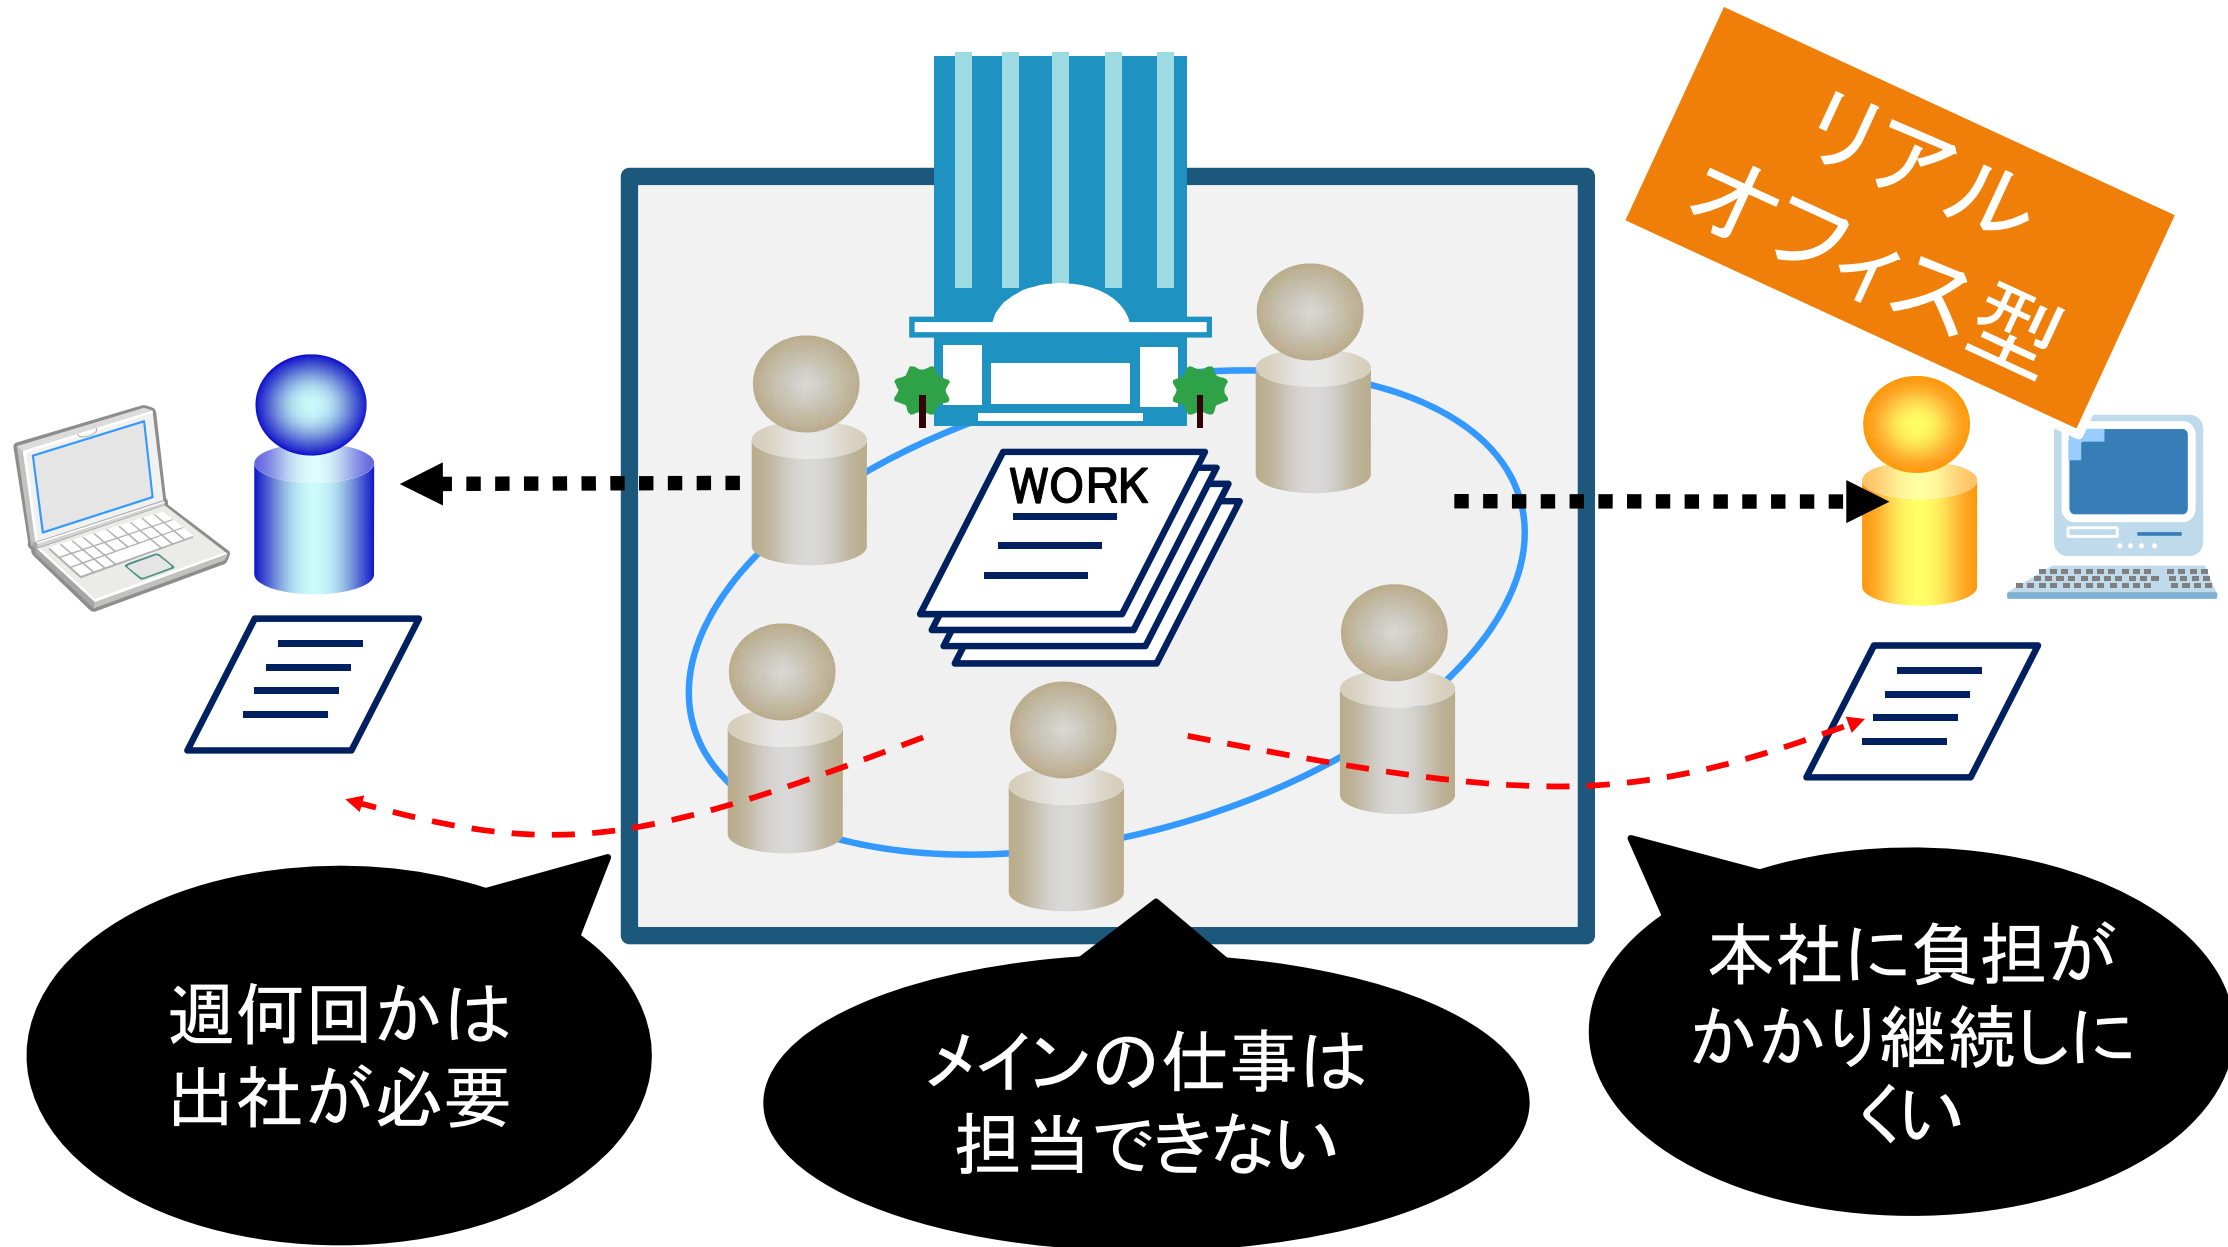 リアル
オフィス型
WORK
週何回かは
出社が必要
メインの仕事は
担当できない
本社に負担が
かかり継続しに
くい